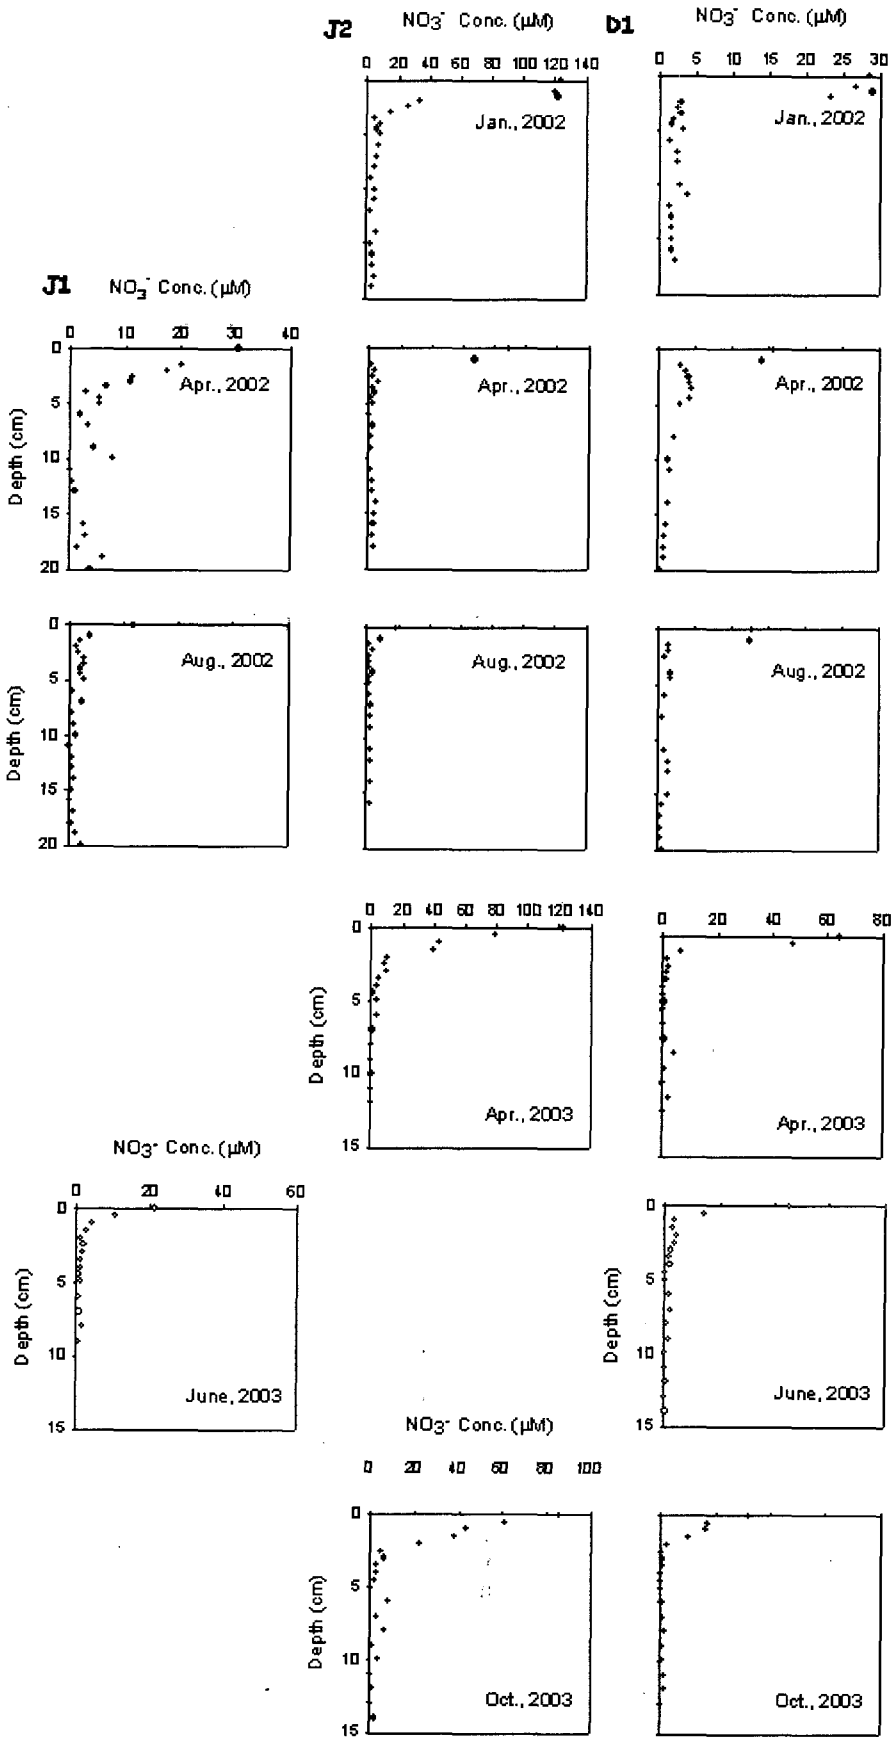 J2 NO3⁻ Conc. (µM) D1 NO3⁻ Conc. (µM)
0 20 40 60 80 100 120 140 0 5 10 15 20 25 30
Jan., 2002 Jan., 2002
J1 NO3⁻ Conc. (µM)
0 10 20 30 40
0
Apr., 2002 Apr., 2002 Apr., 2002
5
10
15
20
Depth (cm)
0
Aug., 2002 Aug., 2002 Aug., 2002
5
10
15
20
Depth (cm)
0 20 40 60 80 100 120 140 0 20 40 60 80
0
5
10
15
Depth (cm)
Apr., 2003 Apr., 2003
NO3⁻ Conc. (µM)
0 20 40 60
0 0
5 5
10 10
15 15
Depth (cm) Depth (cm)
June, 2003 June, 2003
NO3⁻ Conc. (µM)
0 20 40 60 80 100
0
5
10
15
Depth (cm)
Oct., 2003 Oct., 2003